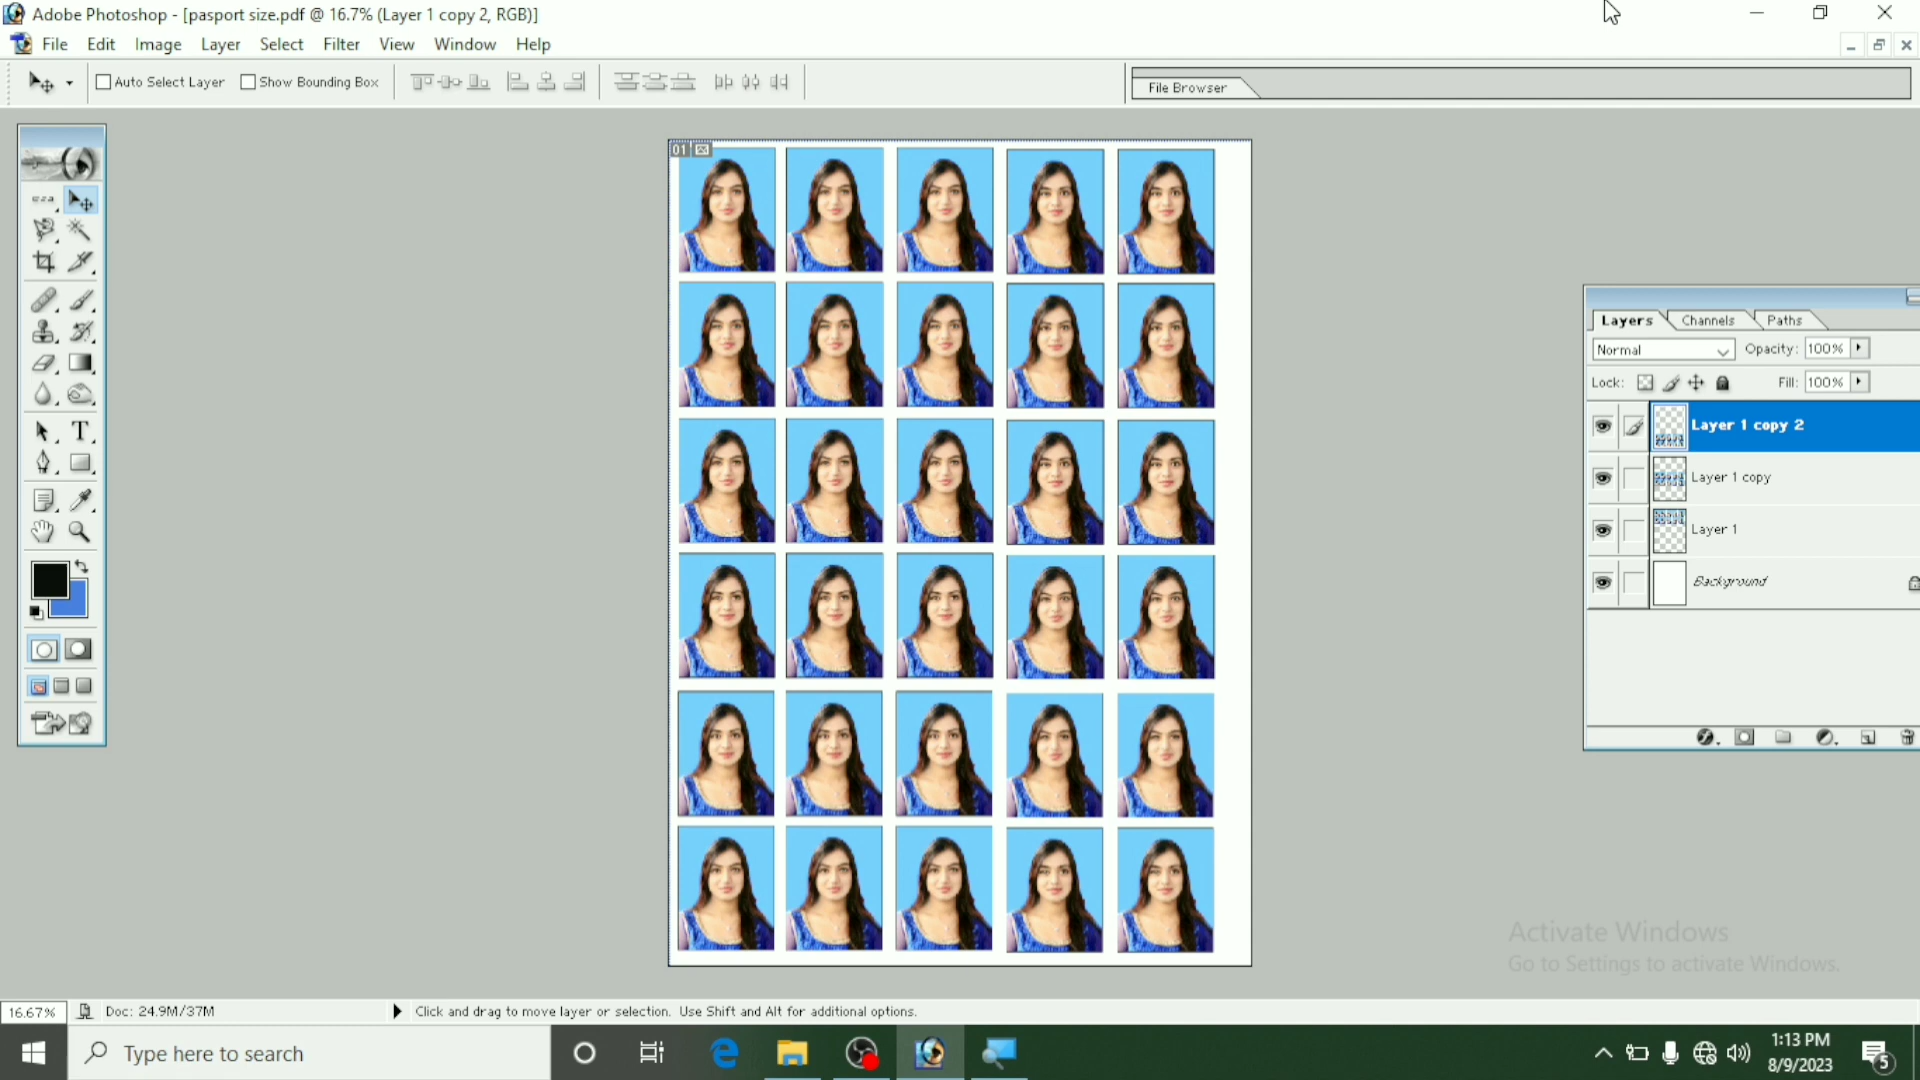 Adobe Photoshop - [pasport size.pdf @ 16.7% (Layer 1 copy 2, RGB)]
File Edit Image Layer Select Filter View Window Help
Auto Select Layer Show Bounding Box
File Browser
01
Layers Channels Paths
Normal Opacity: 100%
Lock: Fill: 100%
Layer 1 copy 2
Layer 1 copy
Layer 1
Background
T
Activate Windows
Go to Settings to activate Windows.
16.67% Doc: 24.9M/37M Click and drag to move layer or selection. Use Shift and Alt for additional options.
Type here to search
1:13 PM
8/9/2023
5